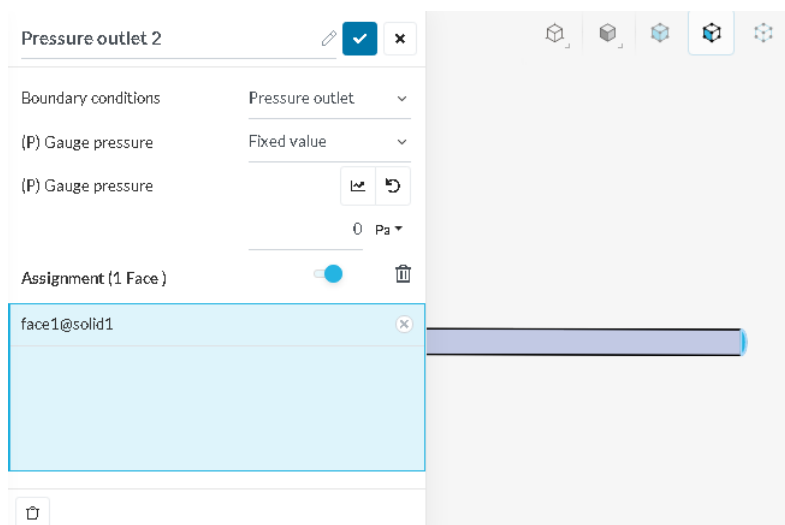 Pressure outlet 2
Boundary conditions Pressure outlet
(P) Gauge pressure Fixed value
(P) Gauge pressure
0 Pa
Assignment (1 Face )
face1@solid1